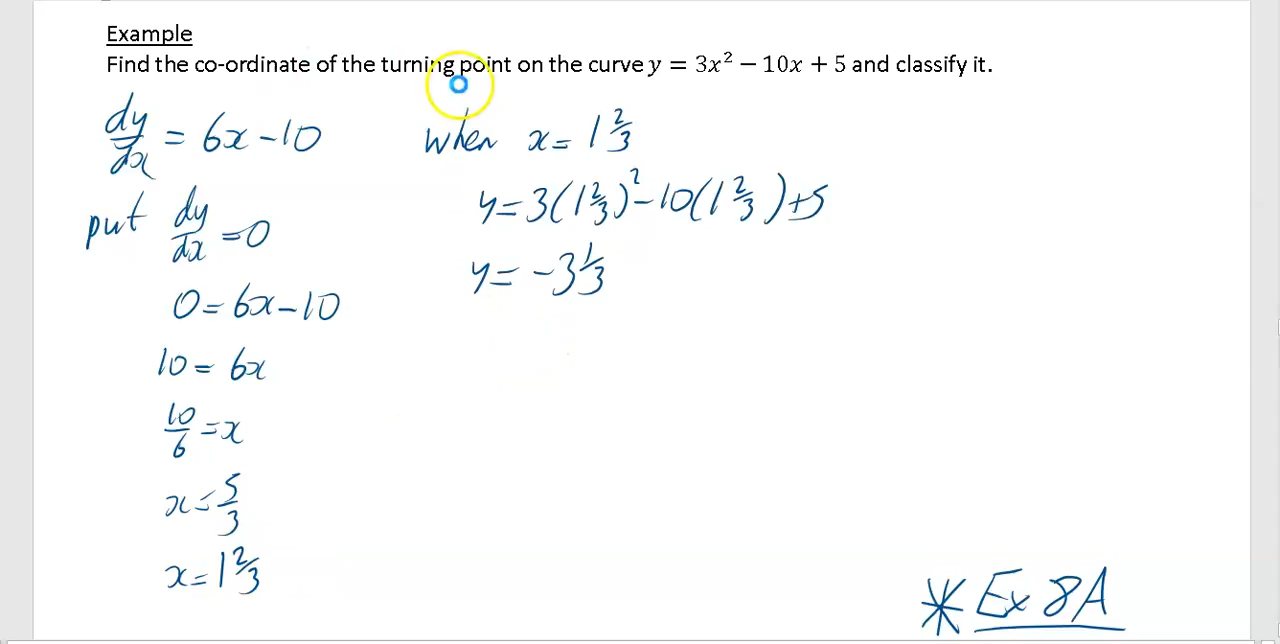 Example
Find the co-ordinate of the turning point on the curve y = 3x² − 10x + 5 and classify it.
dy/dx = 6x − 10
put dy/dx = 0
0 = 6x − 10
10 = 6x
10/6 = x
x = 5/3
x = 1 2/3
when x = 1 2/3
y = 3(1 2/3)² − 10(1 2/3) + 5
y = −3 1/3
* Ex 8A